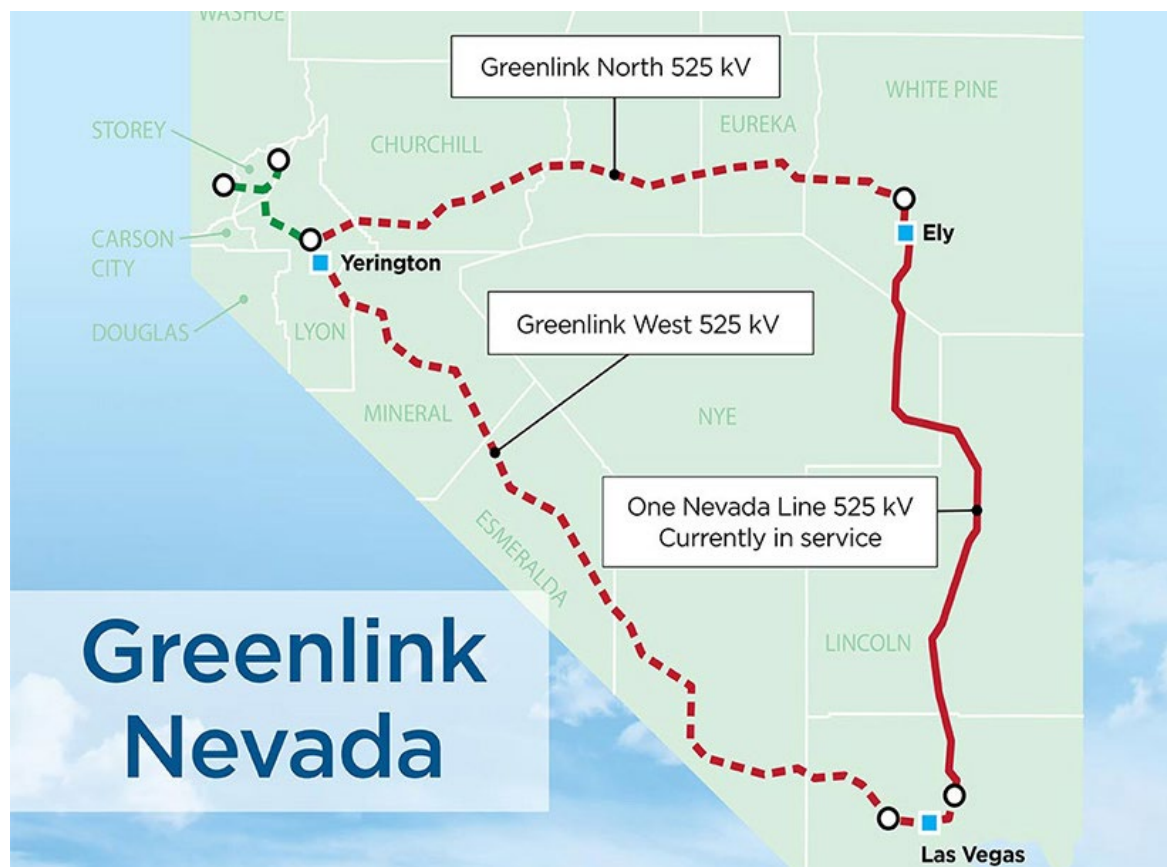 WASHOE
Greenlink North 525 kV
WHITE PINE
EUREKA
STOREY
CHURCHILL
CARSON
CITY
Ely
Yerington
Greenlink West 525 kV
DOUGLAS
LYON
MINERAL
NYE
One Nevada Line 525 kV
Currently in service
ESMERALDA
LINCOLN
Greenlink
Nevada
Las Vegas